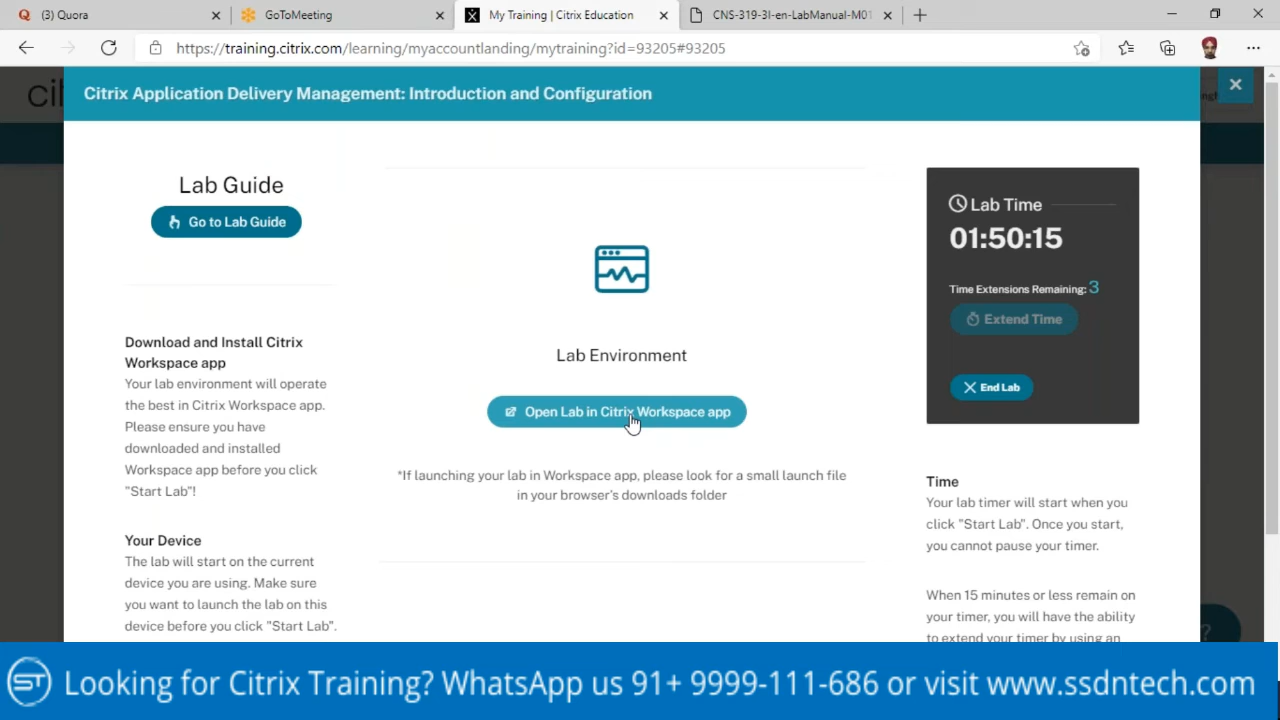 (3) Quora
GoToMeeting
My Training | Citrix Education
CNS-319-3I-en-LabManual-M01
https://training.citrix.com/learning/myaccountlanding/mytraining?id=93205#93205
Citrix Application Delivery Management: Introduction and Configuration
Lab Guide
Go to Lab Guide
Download and Install Citrix
Workspace app
Your lab environment will operate
the best in Citrix Workspace app.
Please ensure you have
downloaded and installed
Workspace app before you click
"Start Lab"!
Your Device
The lab will start on the current
device you are using. Make sure
you want to launch the lab on this
device before you click "Start Lab".
Lab Environment
Open Lab in Citrix Workspace app
*If launching your lab in Workspace app, please look for a small launch file
in your browser's downloads folder
Lab Time
01:50:15
Time Extensions Remaining: 3
Extend Time
End Lab
Time
Your lab timer will start when you
click "Start Lab". Once you start,
you cannot pause your timer.
When 15 minutes or less remain on
your timer, you will have the ability
to extend your timer by using an
?
ST Looking for Citrix Training? WhatsApp us 91+ 9999-111-686 or visit www.ssdntech.com